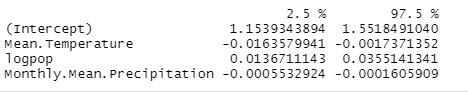 2.5 % 97.5 %
(Intercept) 1.1539343894 1.5518491040
Mean.Temperature -0.0163579941 -0.0017371352
logpop 0.0136711143 0.0355141341
Monthly.Mean.Precipitation -0.0005532924 -0.0001605909